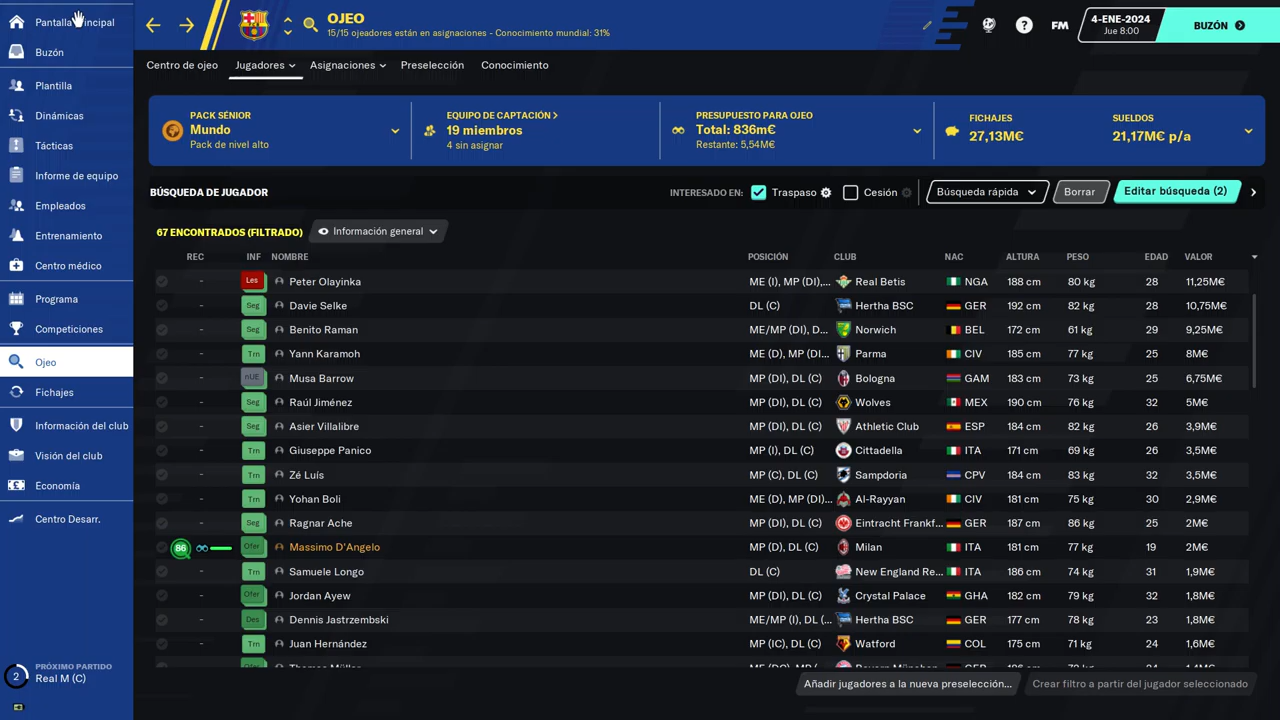 Pantalla principal
Buzón
Plantilla
Dinámicas
Tácticas
Informe de equipo
Empleados
Entrenamiento
Centro médico
Programa
Competiciones
Ojeo
Fichajes
Información del club
Visión del club
Economía
Centro Desarr.
2
PRÓXIMO PARTIDO
Real M (C)
OJEO
15/15 ojeadores están en asignaciones - Conocimiento mundial: 31%
?
FM
4-ENE-2024
Jue 8:00
BUZÓN
Centro de ojeo Jugadores Asignaciones Preselección Conocimiento
PACK SÉNIOR
Mundo
Pack de nivel alto
EQUIPO DE CAPTACIÓN >
19 miembros
4 sin asignar
PRESUPUESTO PARA OJEO
Total: 836m€
Restante: 5,54M€
FICHAJES
27,13M€
SUELDOS
21,17M€ p/a
BÚSQUEDA DE JUGADOR
INTERESADO EN: Traspaso Cesión Búsqueda rápida Borrar Editar búsqueda (2)
67 ENCONTRADOS (FILTRADO) Información general
REC INF NOMBRE POSICIÓN CLUB NAC ALTURA PESO EDAD VALOR
- Les Peter Olayinka ME (I), MP (DI),... Real Betis NGA 188 cm 80 kg 28 11,25M€
- Seg Davie Selke DL (C) Hertha BSC GER 192 cm 82 kg 28 10,75M€
- Seg Benito Raman ME/MP (DI), D... Norwich BEL 172 cm 61 kg 29 9,25M€
- Trn Yann Karamoh ME (D), MP (DI... Parma CIV 185 cm 77 kg 25 8M€
- nUE Musa Barrow MP (DI), DL (C) Bologna GAM 183 cm 73 kg 25 6,75M€
- Seg Raúl Jiménez MP (DI), DL (C) Wolves MEX 190 cm 76 kg 32 5M€
- Seg Asier Villalibre MP (DI), DL (C) Athletic Club ESP 184 cm 82 kg 26 3,9M€
- Trn Giuseppe Panico MP (I), DL (C) Cittadella ITA 171 cm 69 kg 26 3,5M€
- Trn Zé Luís MP (C), DL (C) Sampdoria CPV 184 cm 83 kg 32 3,5M€
- Trn Yohan Boli ME (D), MP (DI)... Al-Rayyan CIV 181 cm 75 kg 30 2,9M€
- Seg Ragnar Ache MP (DI), DL (C) Eintracht Frankf... GER 187 cm 86 kg 25 2M€
86 Ofer Massimo D'Angelo MP (D), DL (C) Milan ITA 181 cm 77 kg 19 2M€
- Trn Samuele Longo DL (C) New England Re... ITA 186 cm 74 kg 31 1,9M€
- Ofer Jordan Ayew MP (DI), DL (C) Crystal Palace GHA 182 cm 79 kg 32 1,8M€
- Des Dennis Jastrzembski ME/MP (I), DL (... Hertha BSC GER 177 cm 78 kg 23 1,8M€
- Trn Juan Hernández MP (IC), DL (C) Watford COL 175 cm 71 kg 24 1,6M€
Añadir jugadores a la nueva preselección... Crear filtro a partir del jugador seleccionado